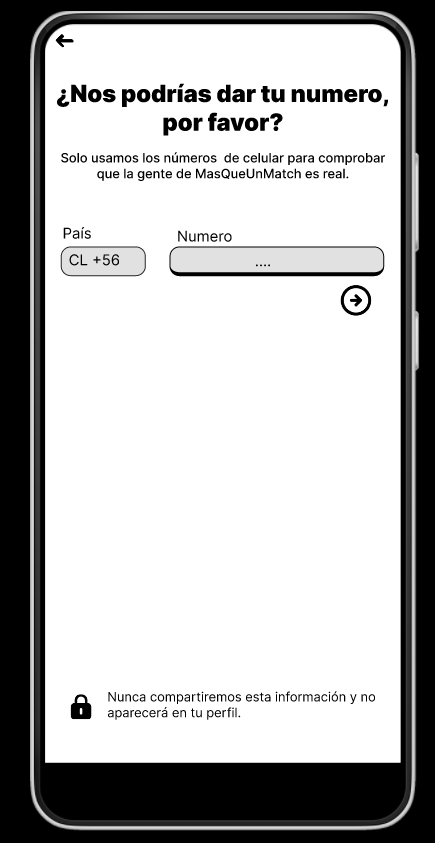 ¿Nos podrías dar tu numero,
por favor?
Solo usamos los números de celular para comprobar
que la gente de MasQueUnMatch es real.
País
Numero
CL +56
....
Nunca compartiremos esta información y no
aparecerá en tu perfil.